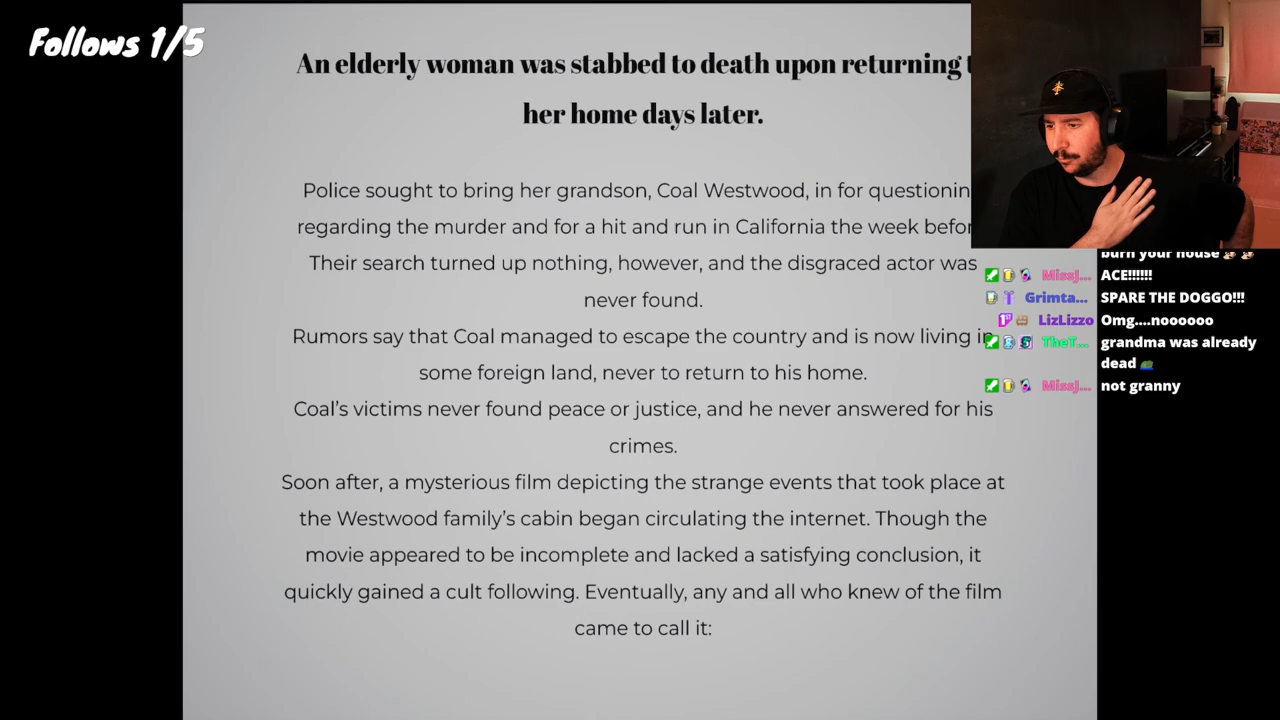 Follows 1/5
An elderly woman was stabbed to death upon returning
her home days later.
Police sought to bring her grandson, Coal Westwood, in for
regarding the murder and for a hit and run in California the week
Their search turned up nothing, however, and the disgraced actor was
never found.
Rumors say that Coal managed to escape the country and is now living in
some foreign land, never to return to his home.
Coal's victims never found peace or justice, and he never answered for his
crimes.
Soon after, a mysterious film depicting the strange events that took place at
the Westwood family's cabin began circulating the internet. Though the
movie appeared to be incomplete and lacked a satisfying conclusion, it
quickly gained a cult following. Eventually, any and all who knew of the film
came to call it:
burn your house
MissJ... ACE!!!!!!
Grimta... SPARE THE DOGGO!!!
LizLizzo Omg....noooooo
TheT... grandma was already
dead
MissJ... not granny